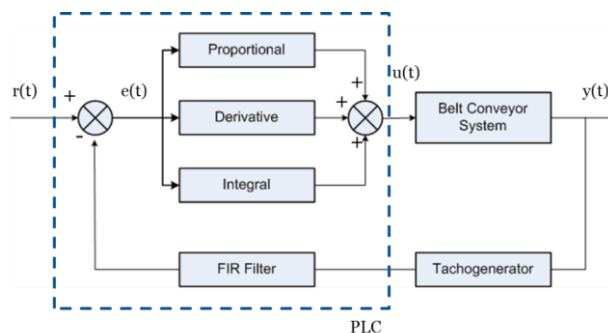 Proportional
u(t)
r(t)
e(t)
y(t)
+
+
+
Derivative
Belt Conveyor
System
-
+
Integral
FIR Filter
Tachogenerator
PLC